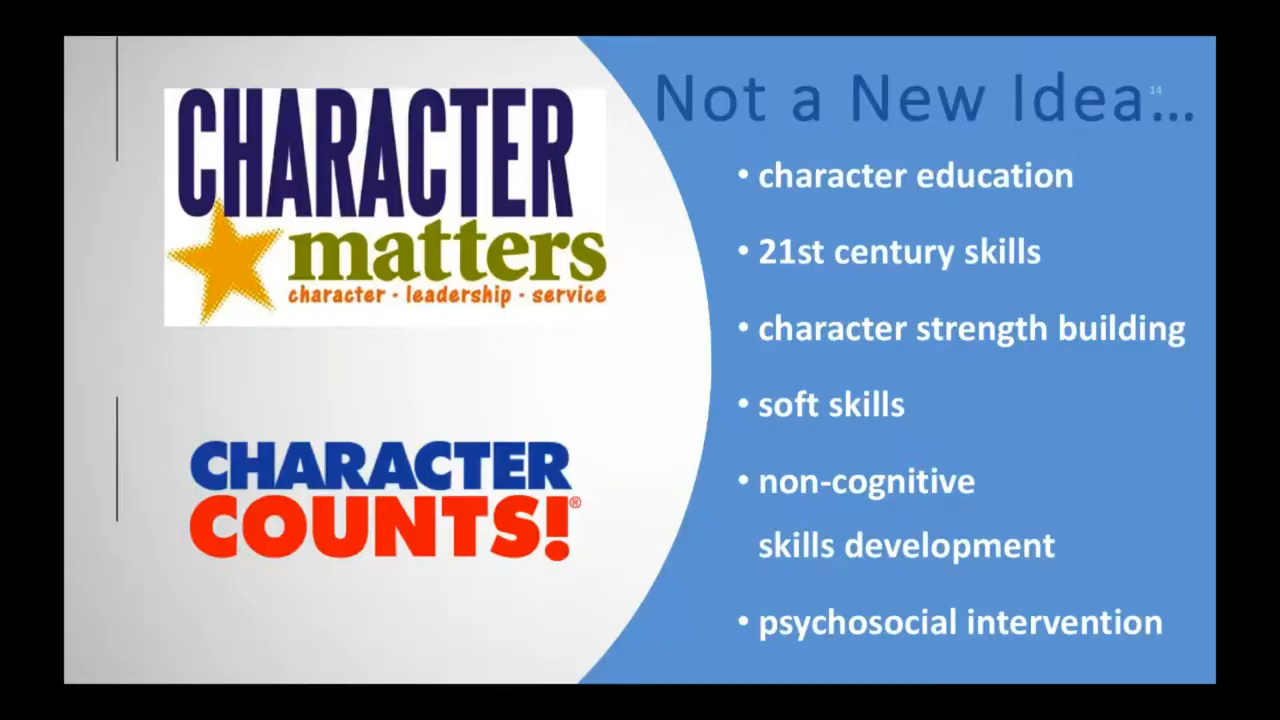 CHARACTER
matters
character · leadership · service
CHARACTER
COUNTS!®
Not a New Idea...
14
• character education
• 21st century skills
• character strength building
• soft skills
• non-cognitive
skills development
• psychosocial intervention